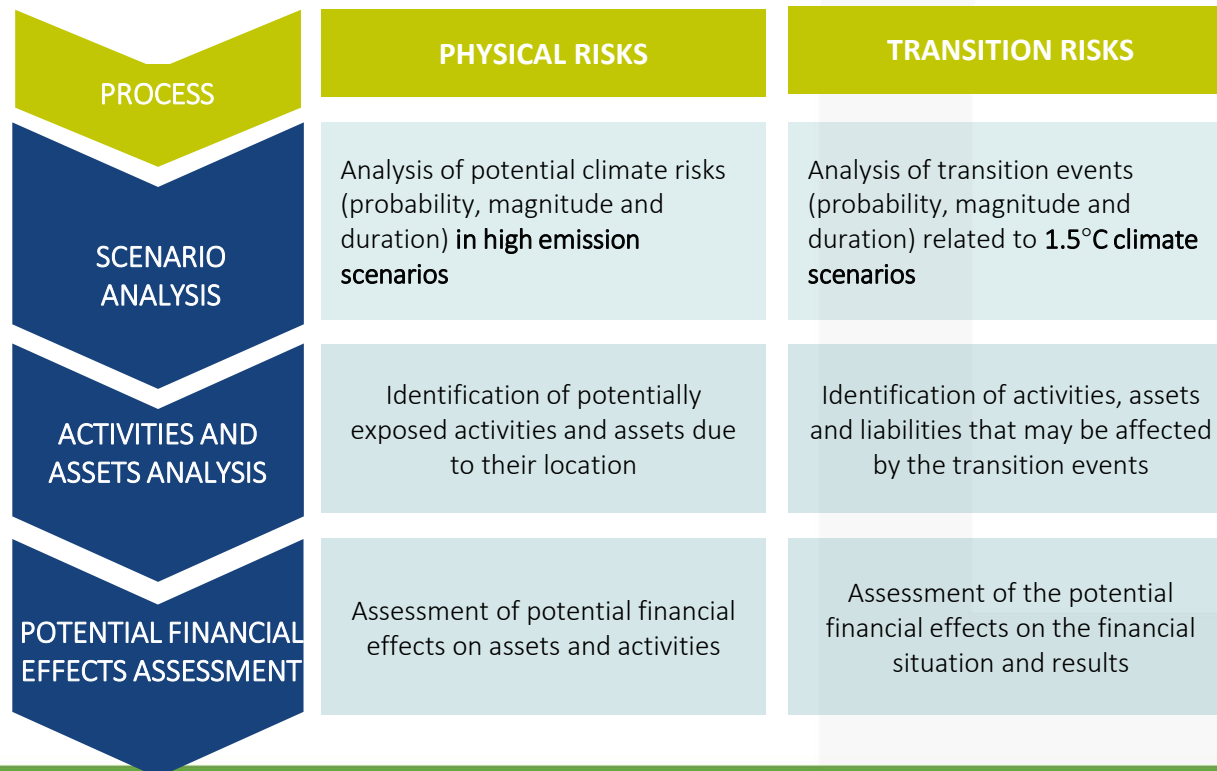 PROCESS
PHYSICAL RISKS
TRANSITION RISKS
SCENARIO
ANALYSIS
Analysis of potential climate risks
(probability, magnitude and
duration) in high emission
scenarios
Analysis of transition events
(probability, magnitude and
duration) related to 1.5°C climate
scenarios
ACTIVITIES AND
ASSETS ANALYSIS
Identification of potentially
exposed activities and assets due
to their location
Identification of activities, assets
and liabilities that may be affected
by the transition events
POTENTIAL FINANCIAL
EFFECTS ASSESSMENT
Assessment of potential financial
effects on assets and activities
Assessment of the potential
financial effects on the financial
situation and results